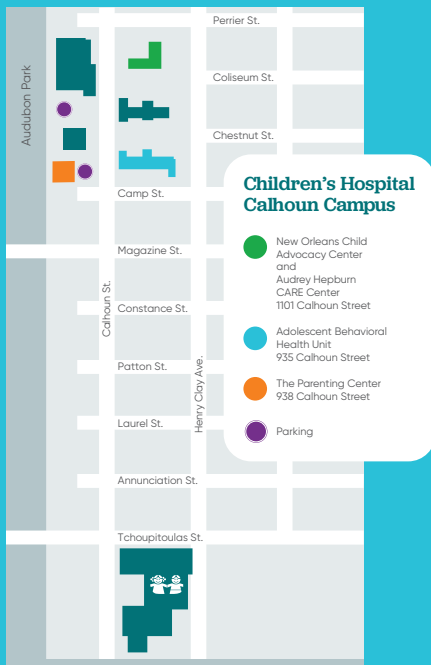 Perrier St.
Audubon Park
Coliseum St.
Chestnut St.
Camp St.
Magazine St.
Calhoun St.
Constance St.
Henry Clay Ave.
Patton St.
Laurel St.
Annunciation St.
Tchoupitoulas St.
Children’s Hospital
Calhoun Campus
New Orleans Child
Advocacy Center
and
Audrey Hepburn
CARE Center
1101 Calhoun Street
Adolescent Behavioral
Health Unit
935 Calhoun Street
The Parenting Center
938 Calhoun Street
Parking